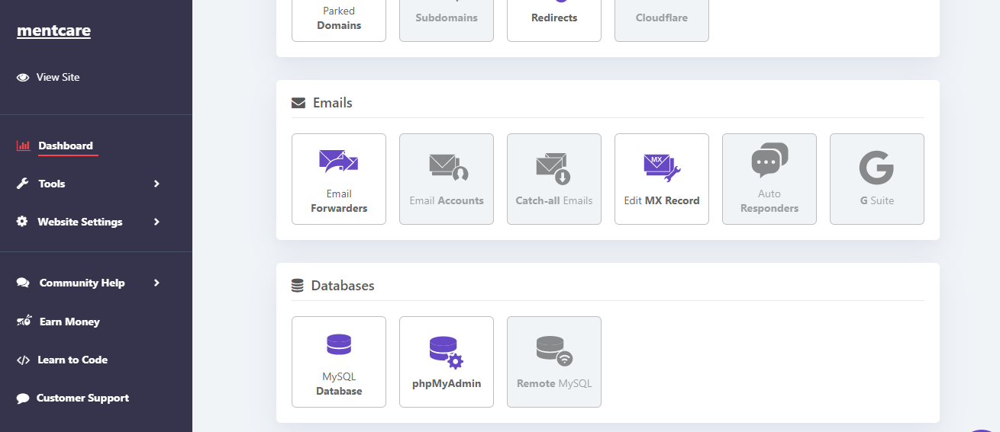 mentcare
View Site
Dashboard
Tools
Website Settings
Community Help
Earn Money
Learn to Code
Customer Support
Parked
Domains
Subdomains
Redirects
Cloudflare
Emails
Email
Forwarders
Email Accounts
Catch-all Emails
MX
Edit MX Record
Auto
Responders
G
G Suite
Databases
MySQL
Database
phpMyAdmin
Remote MySQL